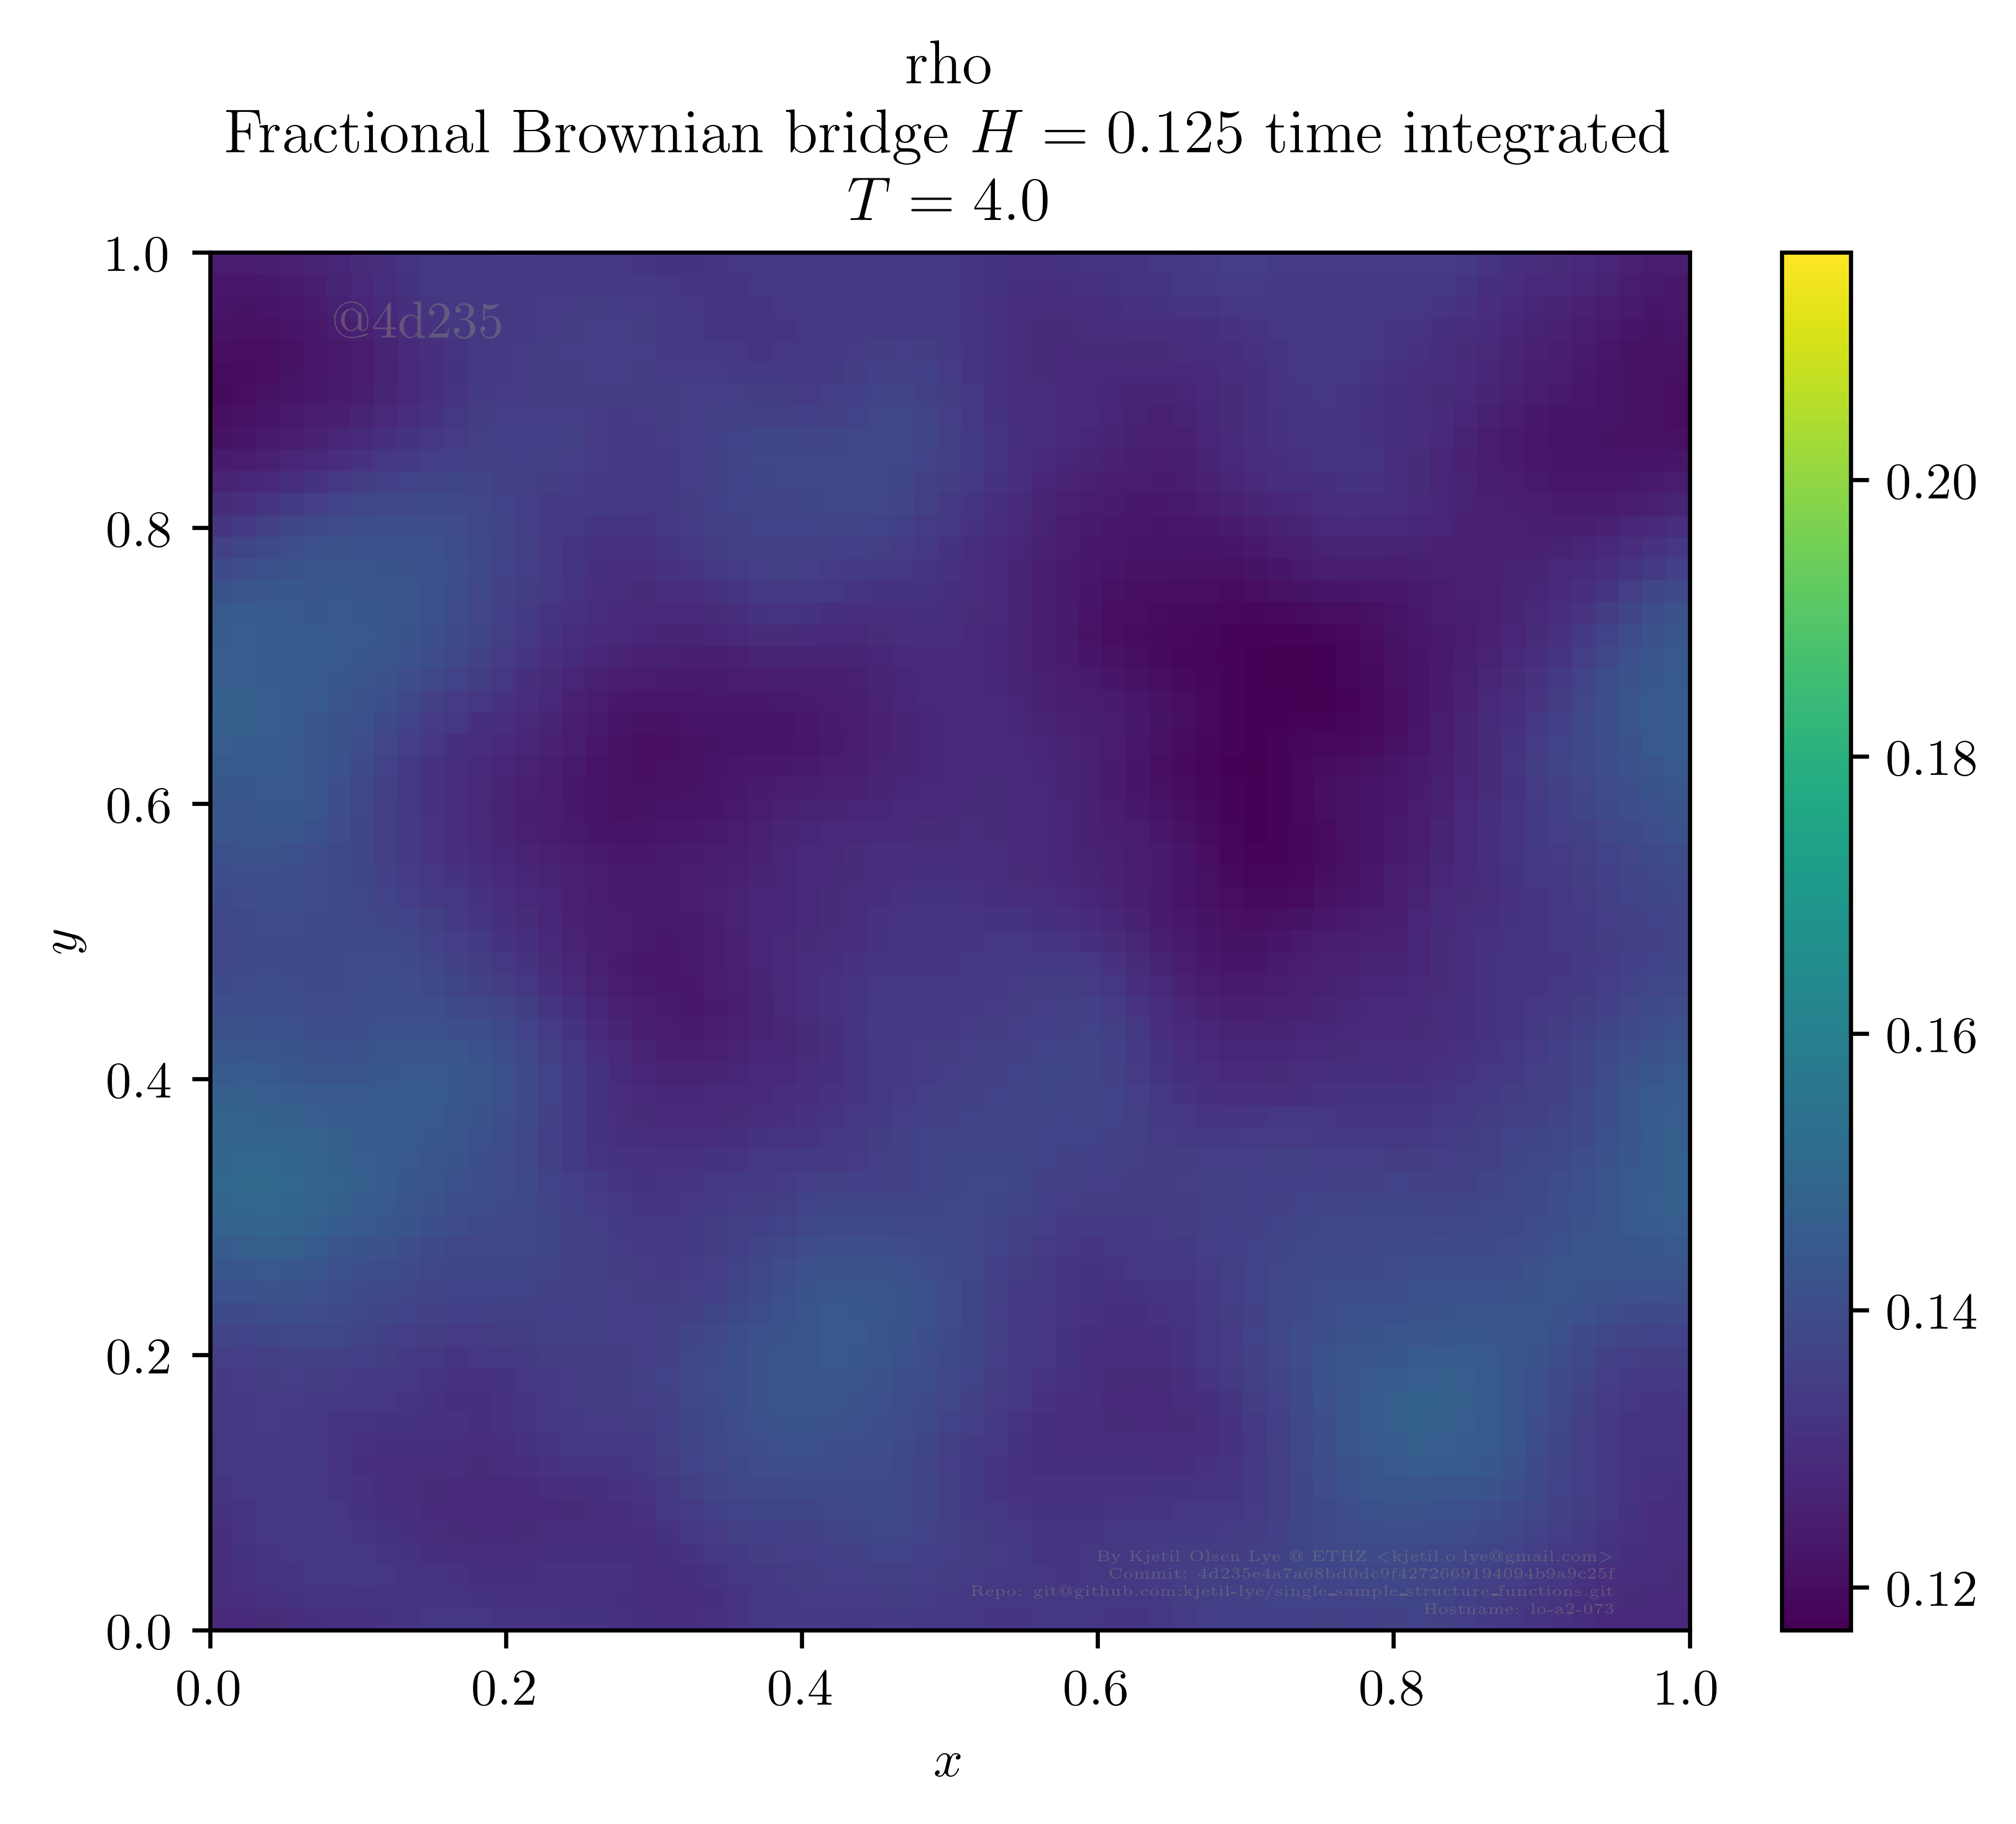 rho
Fractional Brownian bridge H = 0.125 time integrated
T = 4.0
1.0
0.8
0.6
0.4
0.2
0.0
y
@4d235
By Kjetil Olsen Lye @ ETHZ <kjetil.o.lye@gmail.com>
Commit: 4d235e4a7a68bd0dc9f4272669194094b9a9c25f
Repo: git@github.com:kjetil-lye/single_sample_structure_functions.git
Hostname: lo-a2-073
0.0 0.2 0.4 0.6 0.8 1.0
x
0.20
0.18
0.16
0.14
0.12